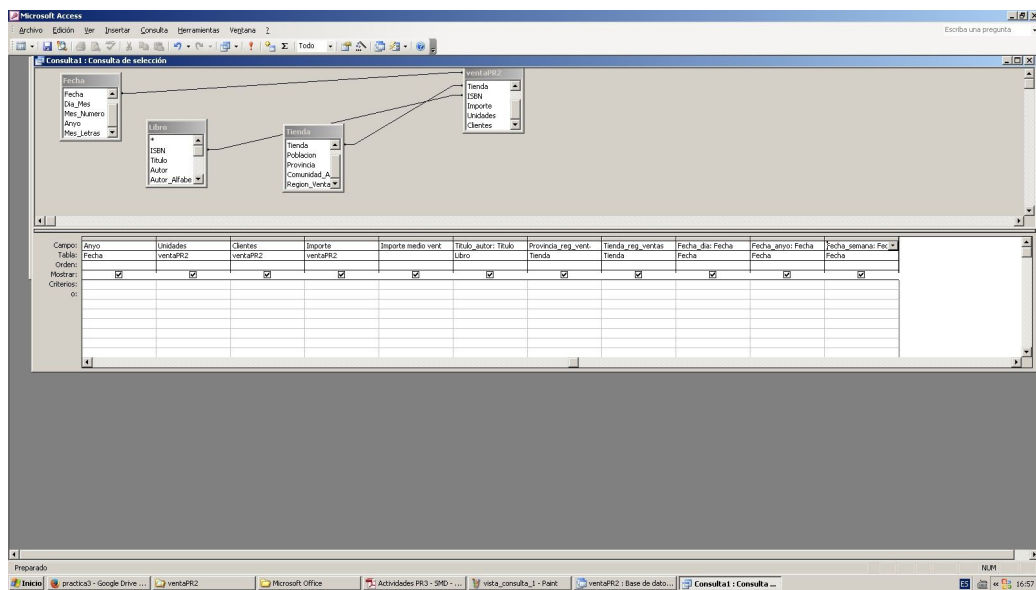 Microsoft Access
Archivo Edición Ver Insertar Consulta Herramientas Ventana ?
Escriba una pregunta
Todo
Consulta1 : Consulta de selección
Fecha
Fecha
Dia_Mes
Mes_Numero
Anyo
Mes_Letras
Libro
*
ISBN
Titulo
Autor
Autor_Alfabe
Tienda
Tienda
Poblacion
Provincia
Comunidad_A
Region_Venta
ventaPR2
Tienda
ISBN
Importe
Unidades
Clientes
Campo: Anyo Unidades Clientes Importe Importe medio vent Titulo_autor: Titulo Provincia_reg_vent Tienda_reg_ventas Fecha_dia: Fecha Fecha_anyo: Fecha Fecha_semana: Fec
Tabla: Fecha ventaPR2 ventaPR2 ventaPR2 Libro Tienda Tienda Fecha Fecha Fecha
Orden:
Mostrar:
Criterios:
o:
Preparado
NUM
Inicio practica3 - Google Drive ... ventaPR2 Microsoft Office Actividades PR3 - SMD - ... vista_consulta_1 - Paint ventaPR2 : Base de dato... Consulta1 : Consulta ... ES 16:57